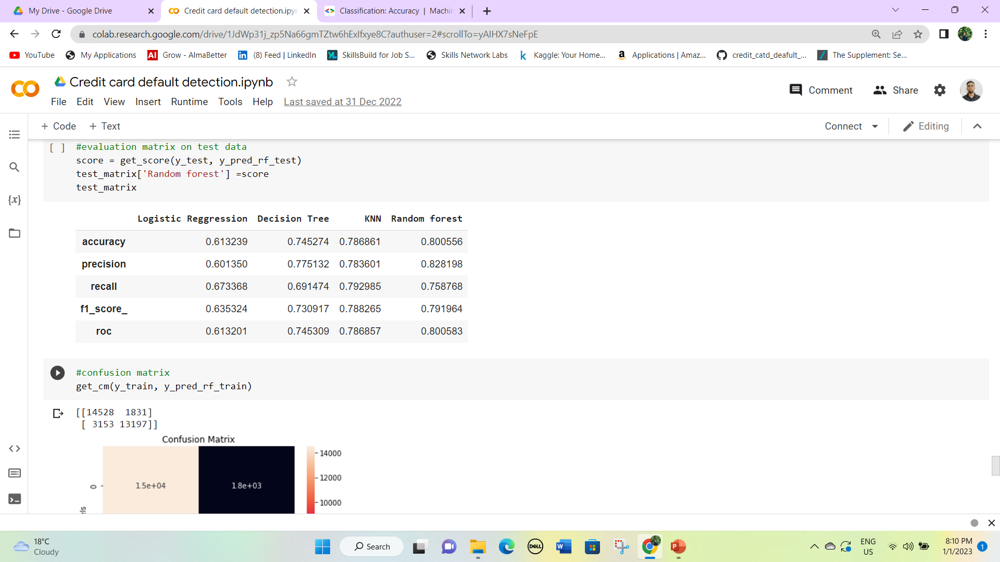 My Drive - Google Drive
Credit card default detection.ipyn
Classification: Accuracy | Machin
colab.research.google.com/drive/1JdWp31j_zp5Na66gmTZtw6hExlfxye8C?authuser=2#scrollTo=yAIHX7sNeFpE
YouTube My Applications AI Grow - AlmaBetter in (8) Feed | LinkedIn SkillsBuild for Job S... Skills Network Labs k Kaggle: Your Home... a Applications | Amaz... credit_catd_deafult_... The Supplement: Se...
Credit card default detection.ipynb
Comment Share
File Edit View Insert Runtime Tools Help Last saved at 31 Dec 2022
+ Code + Text Connect Editing
[ ] #evaluation matrix on test data
score = get_score(y_test, y_pred_rf_test)
test_matrix['Random forest'] =score
test_matrix
{x}
Logistic Reggression Decision Tree KNN Random forest
accuracy 0.613239 0.745274 0.786861 0.800556
precision 0.601350 0.775132 0.783601 0.828198
recall 0.673368 0.691474 0.792985 0.758768
f1_score_ 0.635324 0.730917 0.788265 0.791964
roc 0.613201 0.745309 0.786857 0.800583
#confusion matrix
get_cm(y_train, y_pred_rf_train)
[[14528 1831]
[ 3153 13197]]
Confusion Matrix
14000
12000
0 1.5e+04 1.8e+03
10000
els
18°C
Cloudy
Search
DELL
W
P
ENG
US
8:10 PM
1/1/2023
1